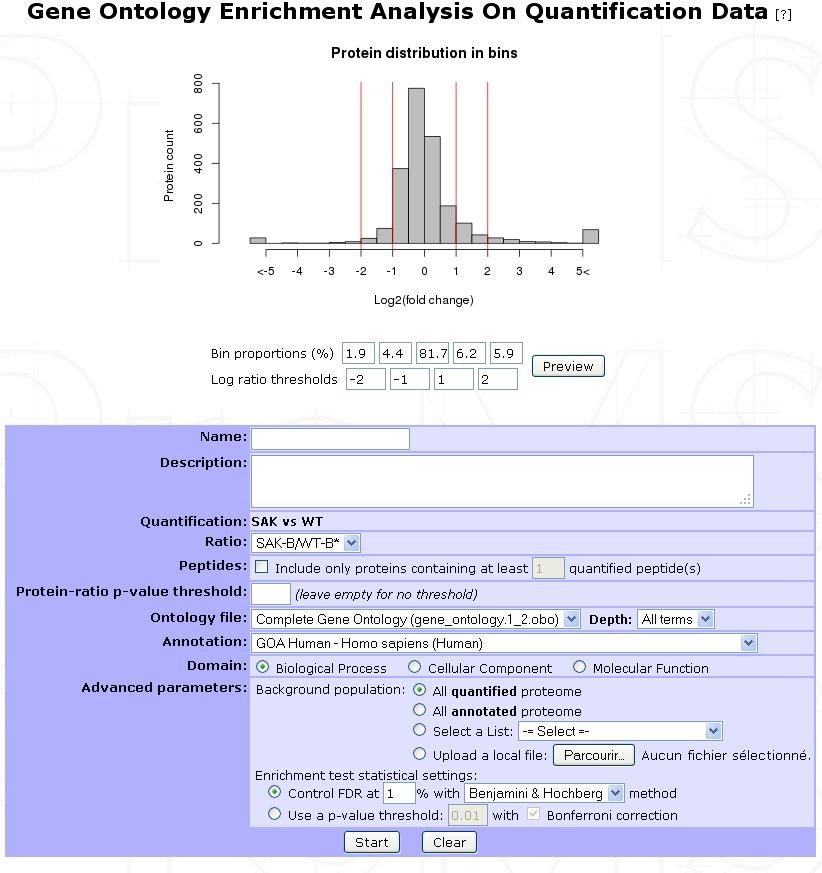 Gene Ontology Enrichment Analysis On Quantification Data [?]
Protein distribution in bins
Protein count
800
600
400
200
0
<-5 -4 -3 -2 -1 0 1 2 3 4 5<
Log2(fold change)
Bin proportions (%) 1.9 4.4 81.7 6.2 5.9
Log ratio thresholds -2 -1 1 2
Preview
Name:
Description:
Quantification: SAK vs WT
Ratio: SAK-B/WT-B*
Peptides: Include only proteins containing at least 1 quantified peptide(s)
Protein-ratio p-value threshold: (leave empty for no threshold)
Ontology file: Complete Gene Ontology (gene_ontology.1_2.obo) Depth: All terms
Annotation: GOA Human - Homo sapiens (Human)
Domain: Biological Process Cellular Component Molecular Function
Advanced parameters: Background population: All quantified proteome
All annotated proteome
Select a List: -= Select =-
Upload a local file: Parcourir... Aucun fichier sélectionné.
Enrichment test statistical settings:
Control FDR at 1 % with Benjamini & Hochberg method
Use a p-value threshold: 0.01 with Bonferroni correction
Start Clear